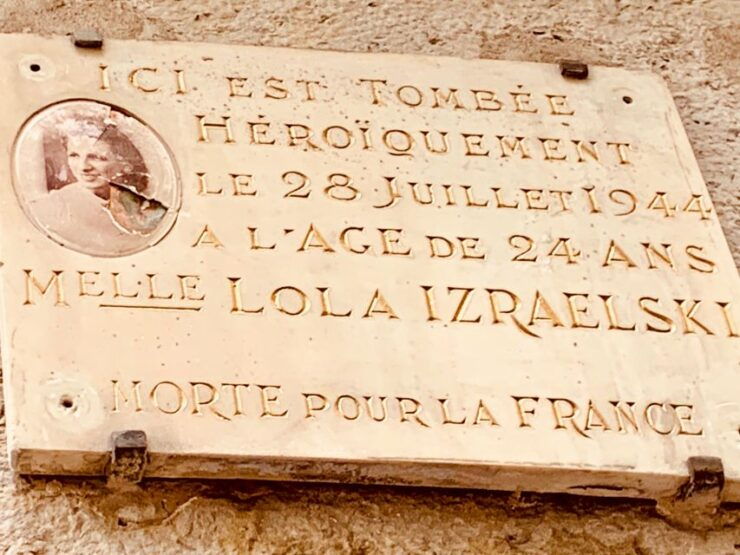 ICI EST TOMBÉE
HÉROÏQUEMENT
LE 28 JUILLET 1944
A L'AGE DE 24 ANS
MELLE LOLA IZRAELSKI
MORTE POUR LA FRANCE